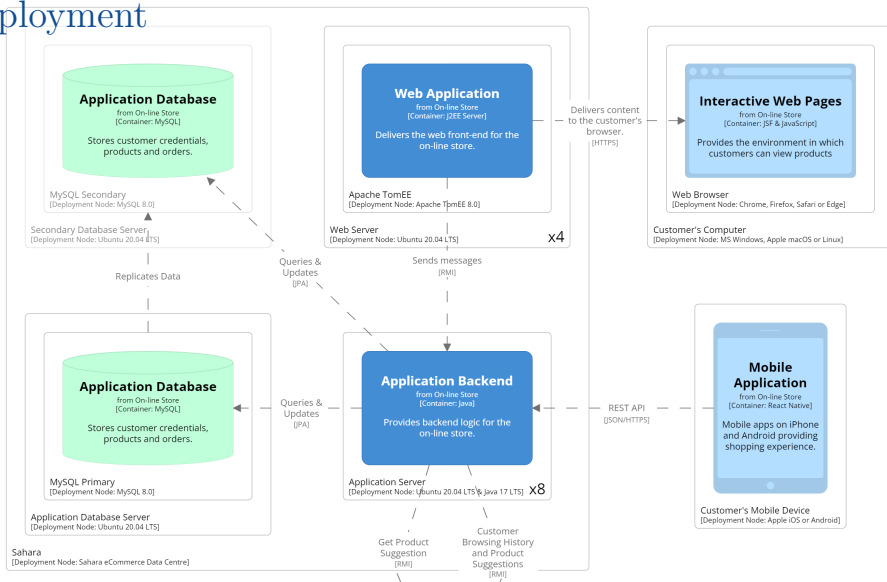 ployment
Application Database
from On-line Store
[Container: MySQL]
Stores customer credentials,
products and orders.
MySQL Secondary
[Deployment Node: MySQL 8.0]
Secondary Database Server
[Deployment Node: Ubuntu 20.04 LTS]
Web Application
from On-line Store
[Container: J2EE Server]
Delivers the web front-end for the
on-line store.
Apache TomEE
[Deployment Node: Apache TomEE 8.0]
Web Server
[Deployment Node: Ubuntu 20.04 LTS]
x4
Delivers content
to the customer's
browser.
[HTTPS]
Interactive Web Pages
from On-line Store
[Container: JSF & JavaScript]
Provides the environment in which
customers can view products
Web Browser
[Deployment Node: Chrome, Firefox, Safari or Edge]
Customer's Computer
[Deployment Node: MS Windows, Apple macOS or Linux]
Replicates Data
Queries &
Updates
[JPA]
Sends messages
[RMI]
Application Database
from On-line Store
[Container: MySQL]
Stores customer credentials,
products and orders.
MySQL Primary
[Deployment Node: MySQL 8.0]
Application Database Server
[Deployment Node: Ubuntu 20.04 LTS]
Queries &
Updates
[JPA]
Application Backend
from On-line Store
[Container: Java]
Provides backend logic for the
on-line store.
Application Server
[Deployment Node: Ubuntu 20.04 LTS & Java 17 LTS]
x8
REST API
[JSON/HTTPS]
Mobile
Application
from On-line Store
[Container: React Native]
Mobile apps on iPhone
and Android providing
shopping experience.
Customer's Mobile Device
[Deployment Node: Apple iOS or Android]
Get Product
Suggestion
[RMI]
Customer
Browsing History
and Product
Suggestions
[RMI]
Sahara
[Deployment Node: Sahara eCommerce Data Centre]